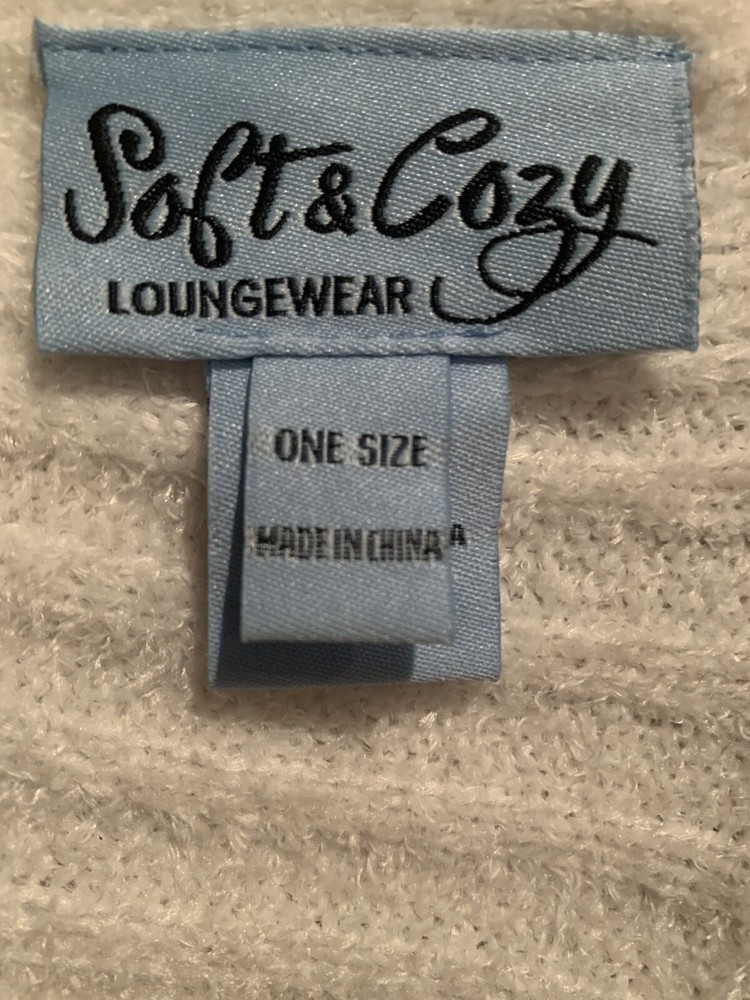 Soft & Cozy
LOUNGEWEAR
ONE SIZE
MADE IN CHINA